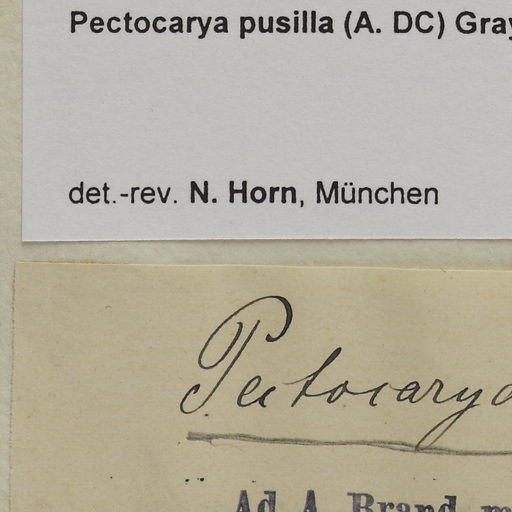 Pectocarya pusilla (A. DC) Gray
det.-rev. N. Horn, München
Pectocarya
Ad. A. Brand